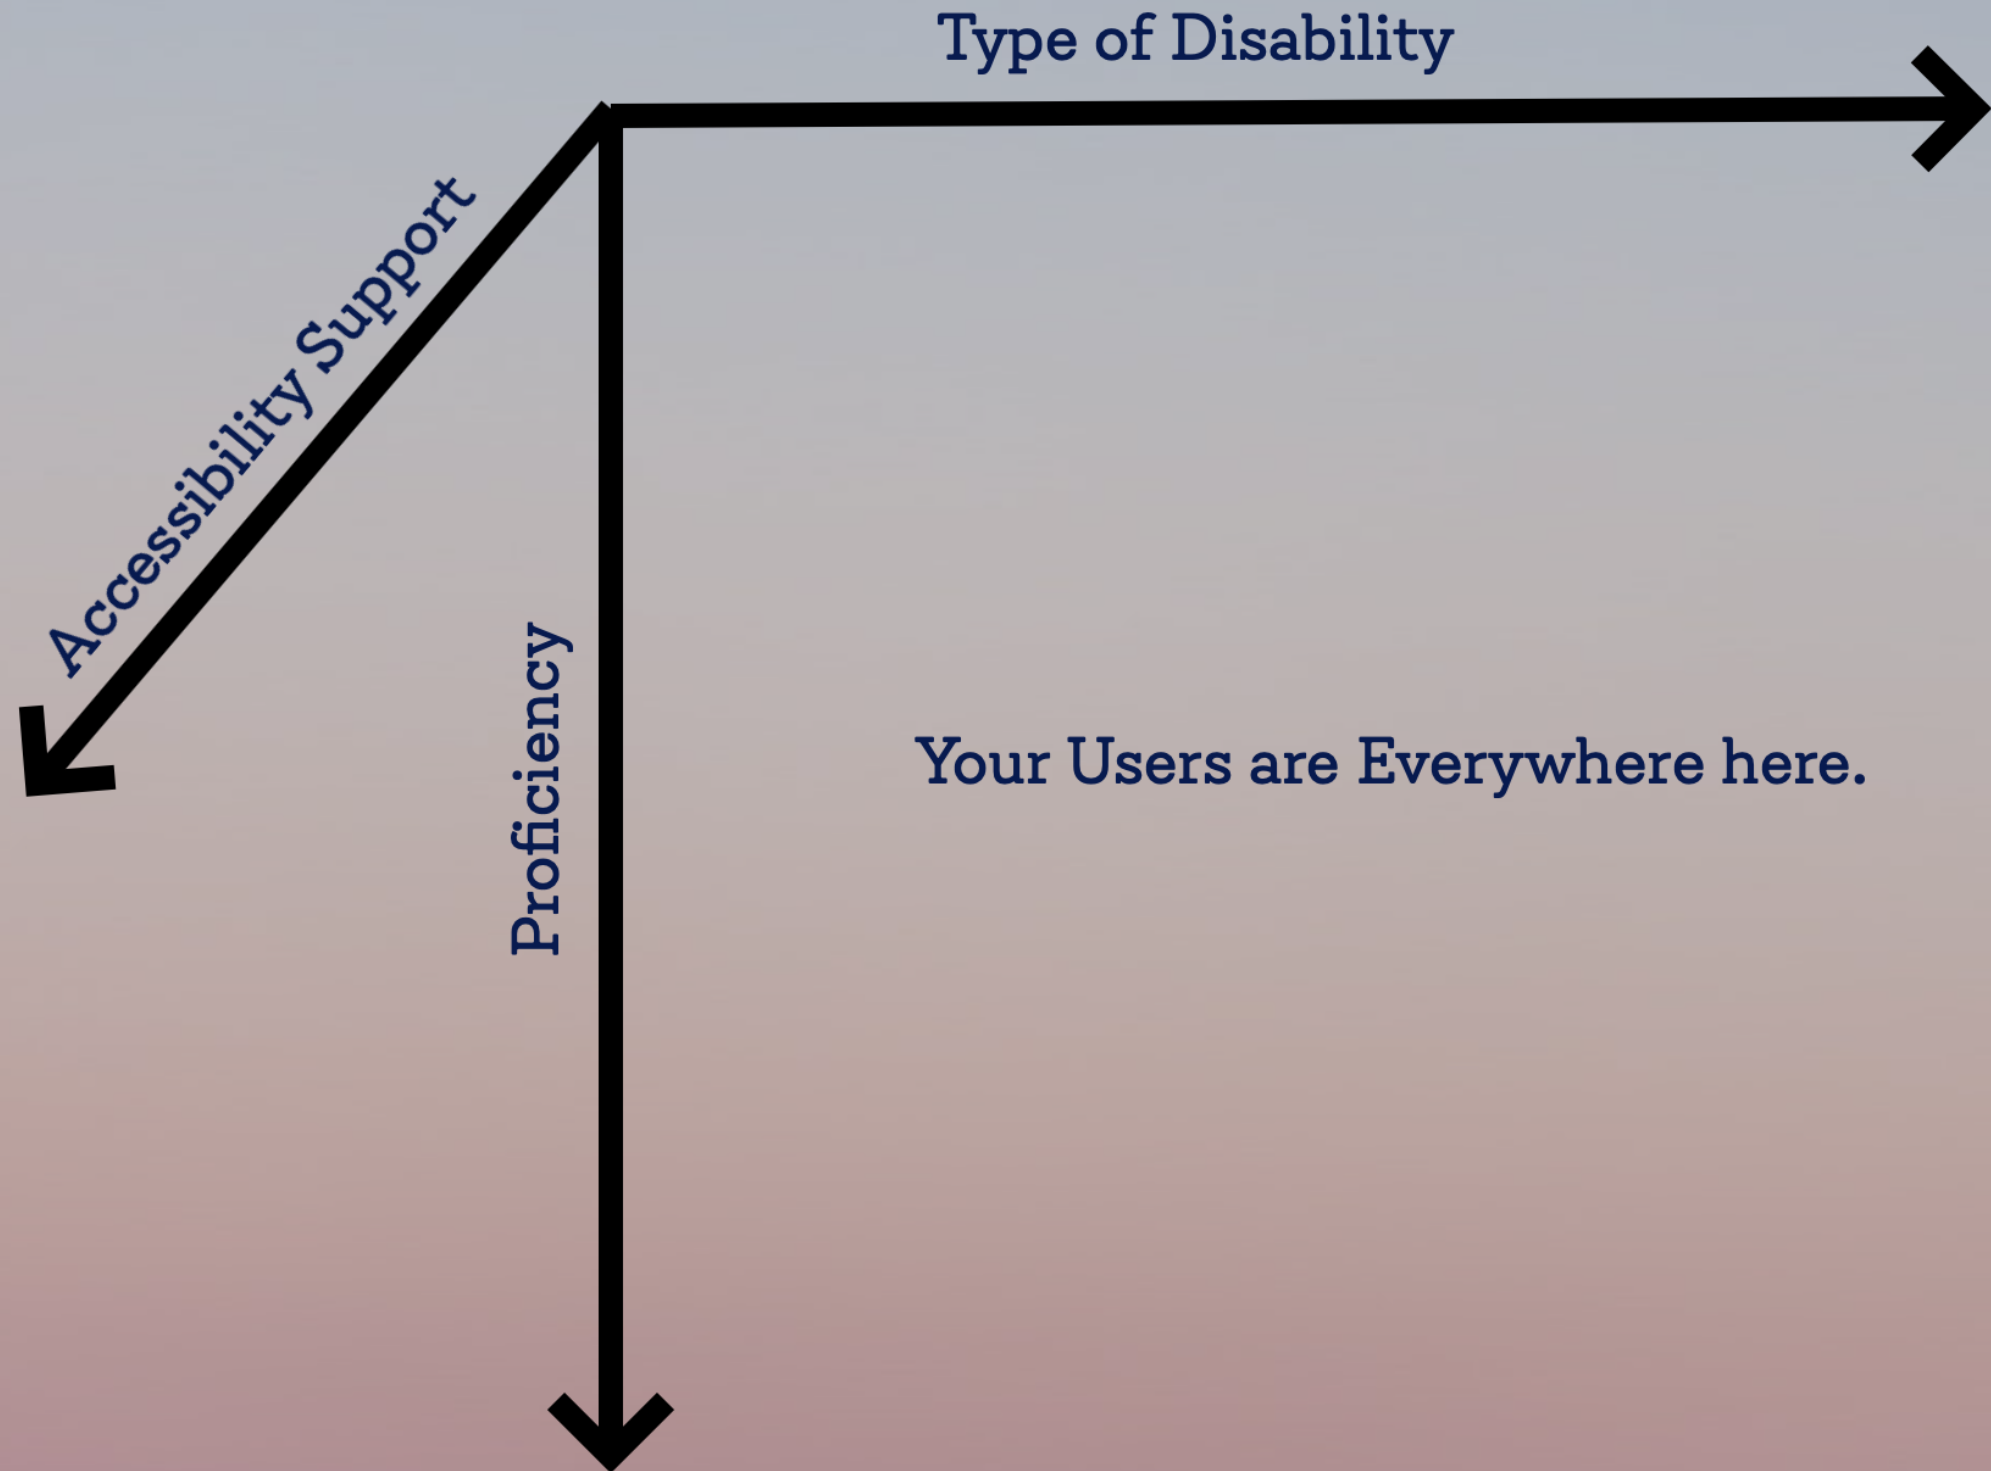 Type of Disability
Accessibility Support
Proficiency
Your Users are Everywhere here.